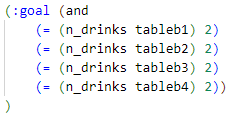 (:goal (and
(= (n_drinks tableb1) 2)
(= (n_drinks tableb2) 2)
(= (n_drinks tableb3) 2)
(= (n_drinks tableb4) 2))
)